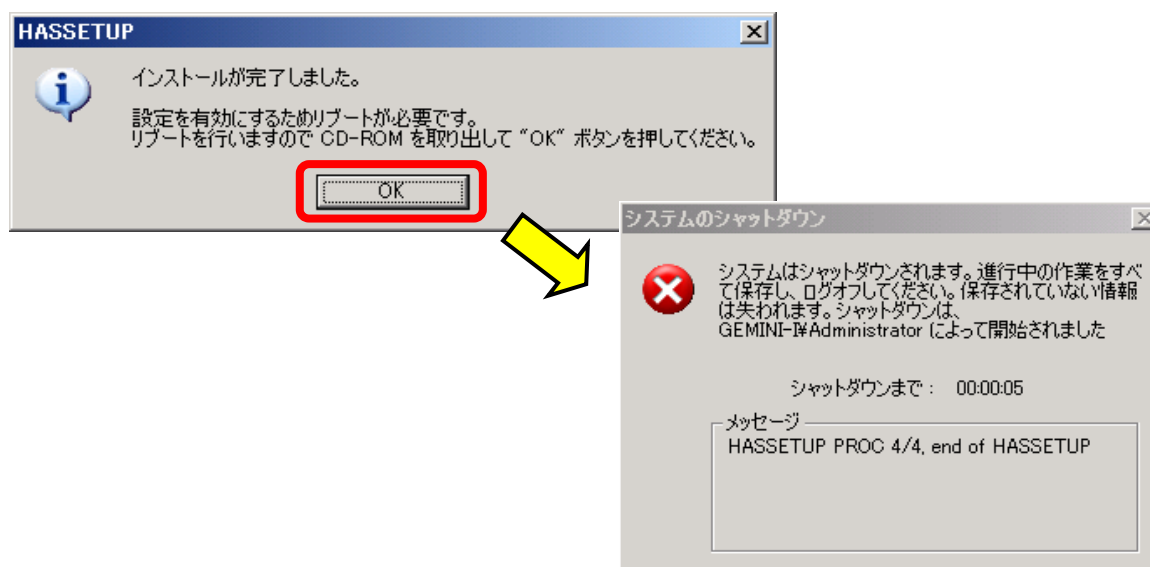 HASSETUP
インストールが完了しました。
設定を有効にするためリブートが必要です。
リブートを行いますので CD-ROM を取り出して "OK" ボタンを押してください。
OK
システムのシャットダウン
システムはシャットダウンされます。進行中の作業をすべ
て保存し、ログオフしてください。保存されていない情報
は失われます。シャットダウンは、
GEMINI-I¥Administrator によって開始されました
シャットダウンまで : 00:00:05
メッセージ
HASSETUP PROC 4/4, end of HASSETUP